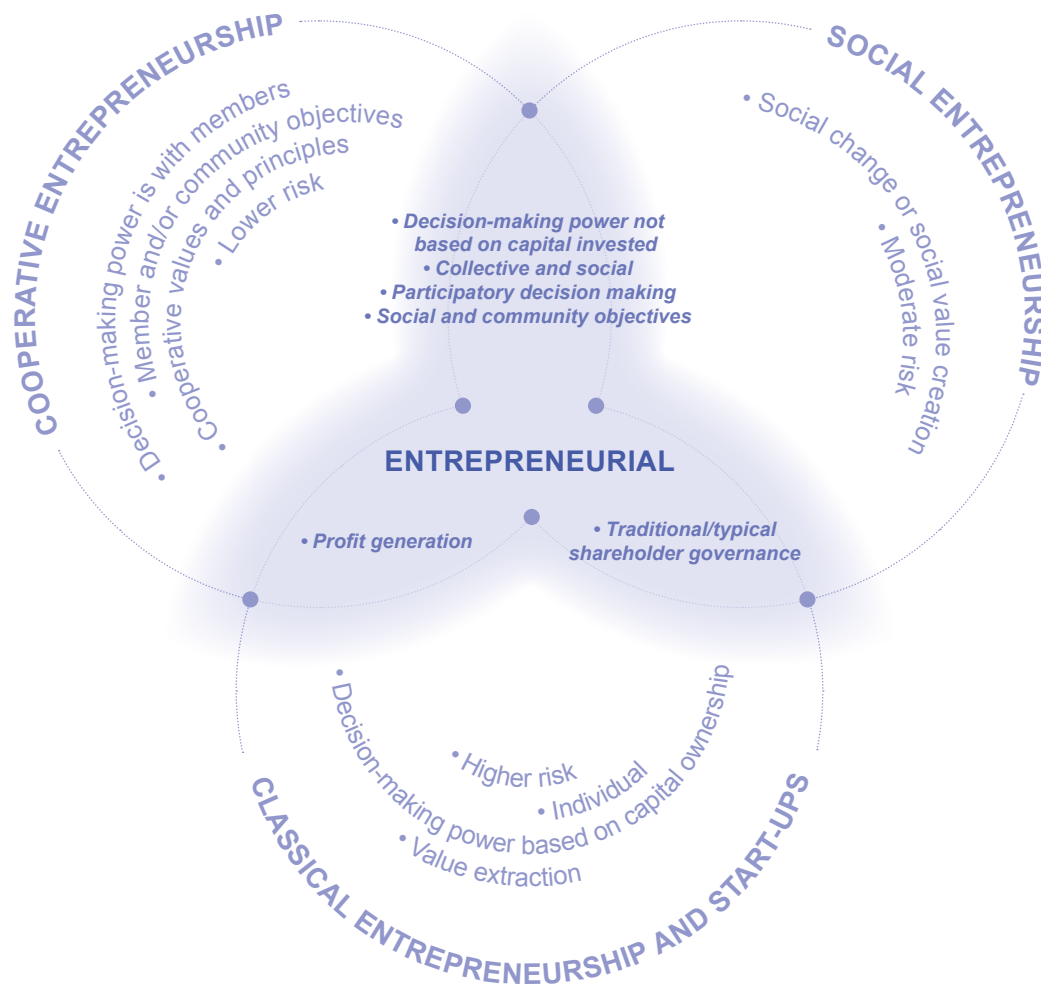 COOPERATIVE ENTREPRENEURSHIP
• Decision-making power is with members
• Member and/or community objectives
• Cooperative values and principles
• Lower risk
SOCIAL ENTREPRENEURSHIP
• Social change or social value creation
• Moderate risk
• Decision-making power not
based on capital invested
• Collective and social
• Participatory decision making
• Social and community objectives
ENTREPRENEURIAL
• Profit generation
• Traditional/typical
shareholder governance
• Decision-making power based on capital ownership
• Higher risk
• Individual
• Value extraction
CLASSICAL ENTREPRENEURSHIP AND START-UPS